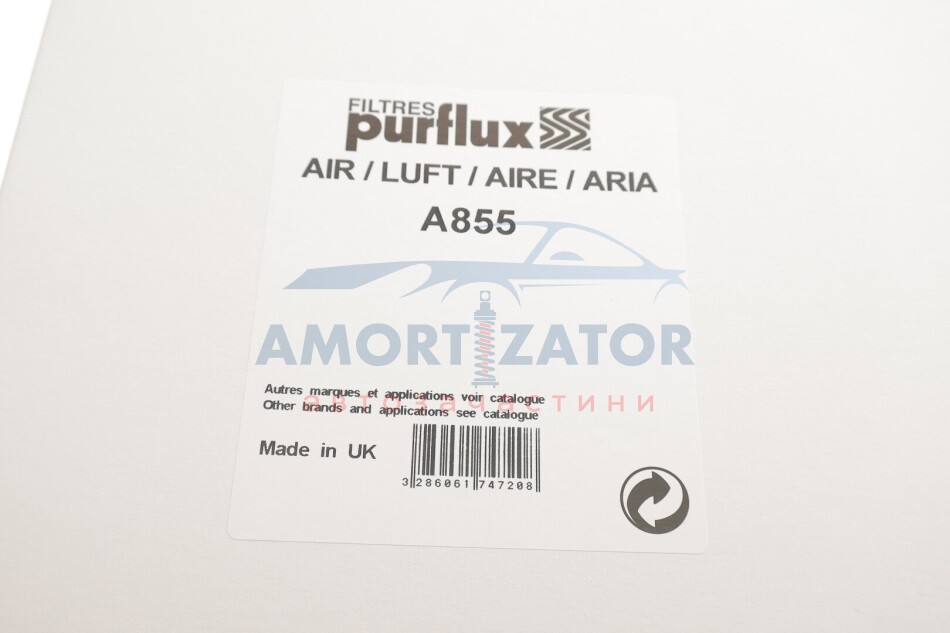 FILTRES
purflux
AIR / LUFT / AIRE / ARIA
A855
AMORTIZATOR
Autres marques et applications voir catalogue
автозапчастини
Other brands and applications see catalogue
Made in UK
3 286061 747208